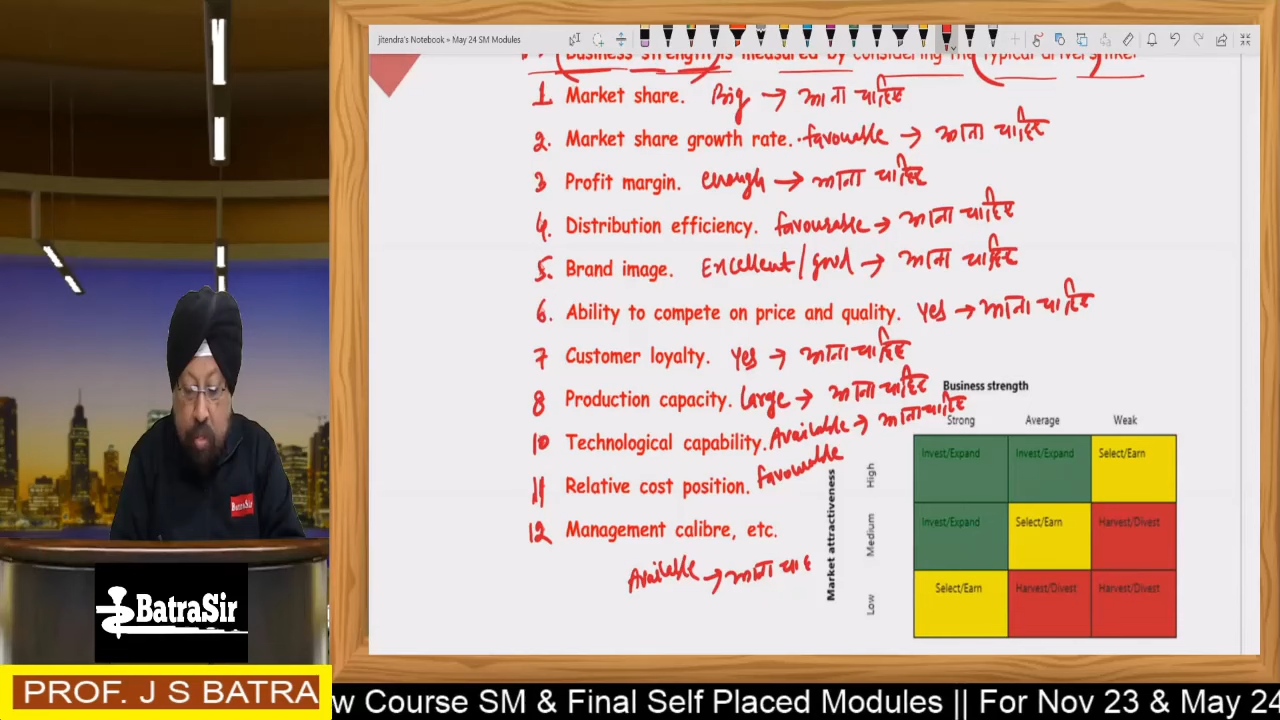 jitendra's Notebook » May 24 SM Modules
Business strength is measured by considering the typical drivers like:
1 Market share. Big → आना चाहिए
2. Market share growth rate. favourable → आना चाहिए
3 Profit margin. enough → आना चाहिए
4. Distribution efficiency. favourable → आना चाहिए
5. Brand image. Excellent/good → आना चाहिए
6. Ability to compete on price and quality. yes → आना चाहिए
7 Customer loyalty. yes → आना चाहिए
8 Production capacity. large → आना चाहिए
10 Technological capability. Available → आना चाहिए
11 Relative cost position. favourable
12 Management calibre, etc.
Available → आना चाह
Business strength
Strong Average Weak
Market attractiveness
High Invest/Expand Invest/Expand Select/Earn
Medium Invest/Expand Select/Earn Harvest/Divest
Low Select/Earn Harvest/Divest Harvest/Divest
BatraSir
BatraSir
PROF. J S BATRA
w Course SM & Final Self Placed Modules || For Nov 23 & May 24